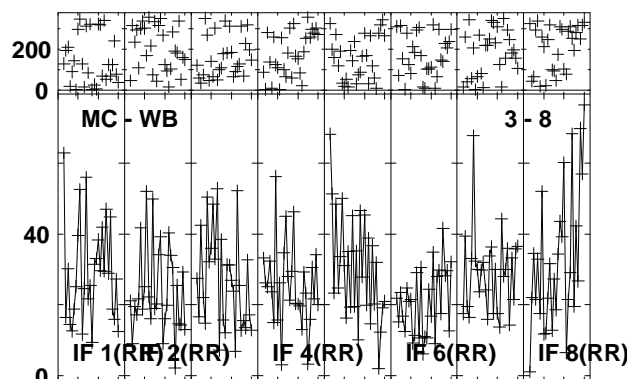 200
0
MC - WB 3 - 8
40
0
IF 1(RR) IF 2(RR) IF 4(RR) IF 6(RR) IF 8(RR)